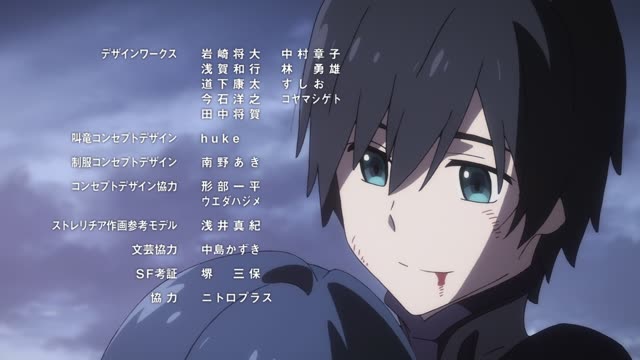 デザインワークス 岩崎将大 中村章子
浅賀和行 林 勇雄
道下康太 すしお
今石洋之 コヤマシゲト
田中将賀
叫竜コンセプトデザイン huke
制服コンセプトデザイン 南野あき
コンセプトデザイン協力 形部一平
ウエダハジメ
ストレリチア作画参考モデル 浅井真紀
文芸協力 中島かずき
SF考証 堺 三保
協力 ニトロプラス